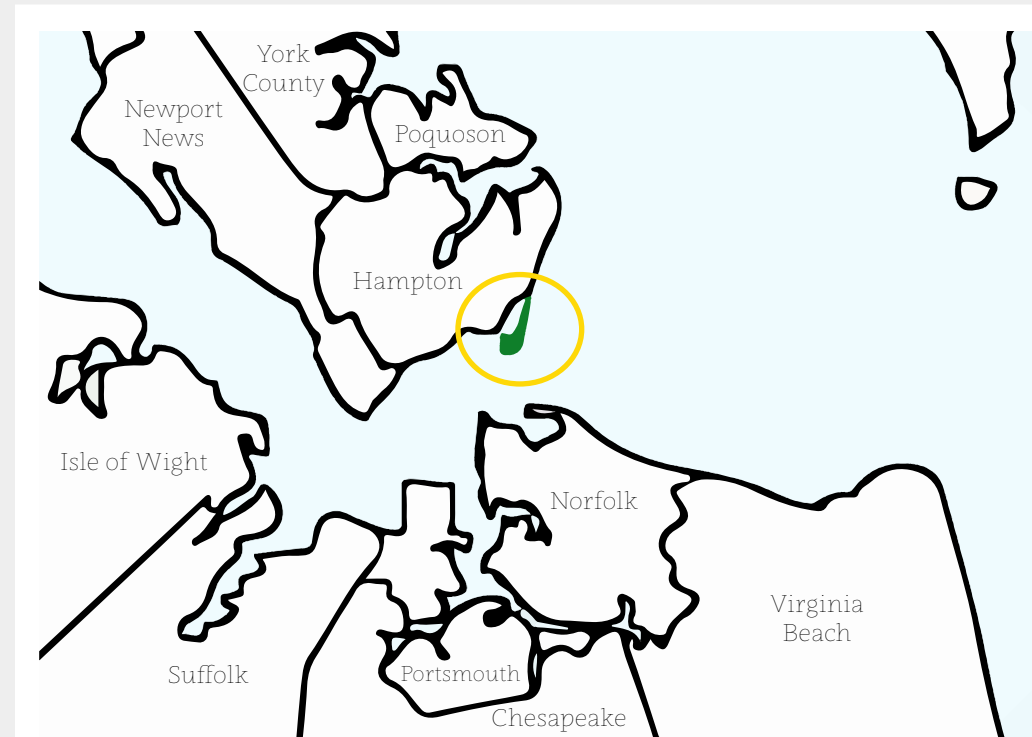 York
County
Newport
News
Poquoson
Hampton
Isle of Wight
Norfolk
Virginia
Beach
Suffolk
Portsmouth
Chesapeake